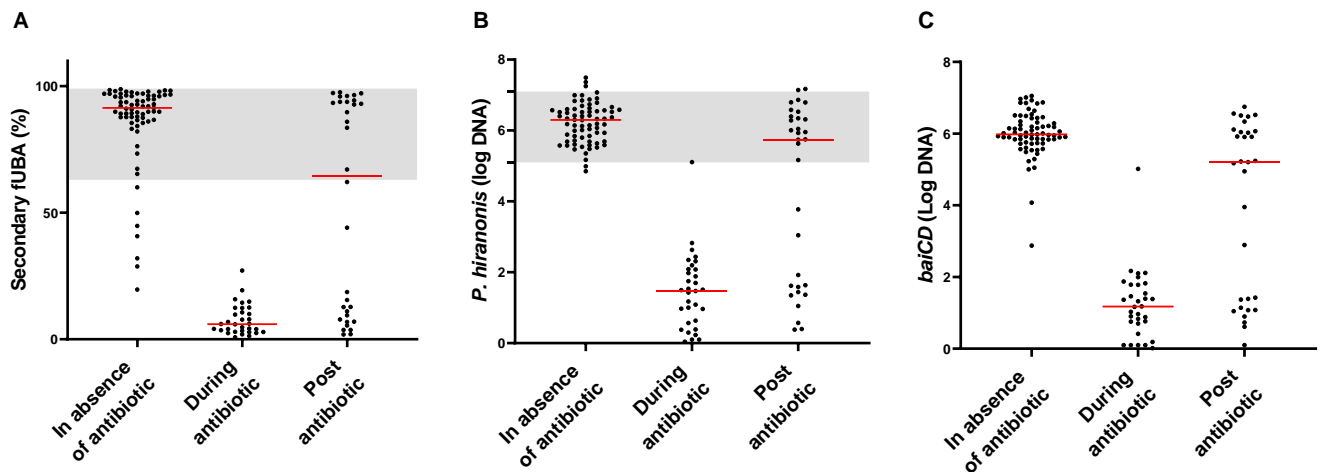 A
Secondary fUBA (%)
100
50
0
In absence
of antibiotic
During
antibiotic
Post
antibiotic
B
P. hiranonis (log DNA)
8
6
4
2
0
In absence
of antibiotic
During
antibiotic
Post
antibiotic
C
baiCD (Log DNA)
8
6
4
2
0
In absence
of antibiotic
During
antibiotic
Post
antibiotic